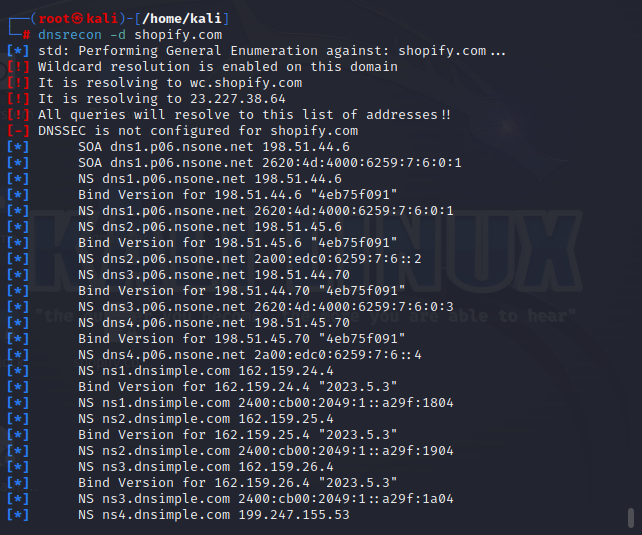 ┌──(root㉿kali)-[/home/kali]
└─# dnsrecon -d shopify.com
[*] std: Performing General Enumeration against: shopify.com...
[!] Wildcard resolution is enabled on this domain
[!] It is resolving to wc.shopify.com
[!] It is resolving to 23.227.38.64
[!] All queries will resolve to this list of addresses!!
[-] DNSSEC is not configured for shopify.com
[*] SOA dns1.p06.nsone.net 198.51.44.6
[*] SOA dns1.p06.nsone.net 2620:4d:4000:6259:7:6:0:1
[*] NS dns1.p06.nsone.net 198.51.44.6
[*] Bind Version for 198.51.44.6 "4eb75f091"
[*] NS dns1.p06.nsone.net 2620:4d:4000:6259:7:6:0:1
[*] NS dns2.p06.nsone.net 198.51.45.6
[*] Bind Version for 198.51.45.6 "4eb75f091"
[*] NS dns2.p06.nsone.net 2a00:edc0:6259:7:6::2
[*] NS dns3.p06.nsone.net 198.51.44.70
[*] Bind Version for 198.51.44.70 "4eb75f091"
[*] NS dns3.p06.nsone.net 2620:4d:4000:6259:7:6:0:3
[*] NS dns4.p06.nsone.net 198.51.45.70
[*] Bind Version for 198.51.45.70 "4eb75f091"
[*] NS dns4.p06.nsone.net 2a00:edc0:6259:7:6::4
[*] NS ns1.dnsimple.com 162.159.24.4
[*] Bind Version for 162.159.24.4 "2023.5.3"
[*] NS ns1.dnsimple.com 2400:cb00:2049:1::a29f:1804
[*] NS ns2.dnsimple.com 162.159.25.4
[*] Bind Version for 162.159.25.4 "2023.5.3"
[*] NS ns2.dnsimple.com 2400:cb00:2049:1::a29f:1904
[*] NS ns3.dnsimple.com 162.159.26.4
[*] Bind Version for 162.159.26.4 "2023.5.3"
[*] NS ns3.dnsimple.com 2400:cb00:2049:1::a29f:1a04
[*] NS ns4.dnsimple.com 199.247.155.53